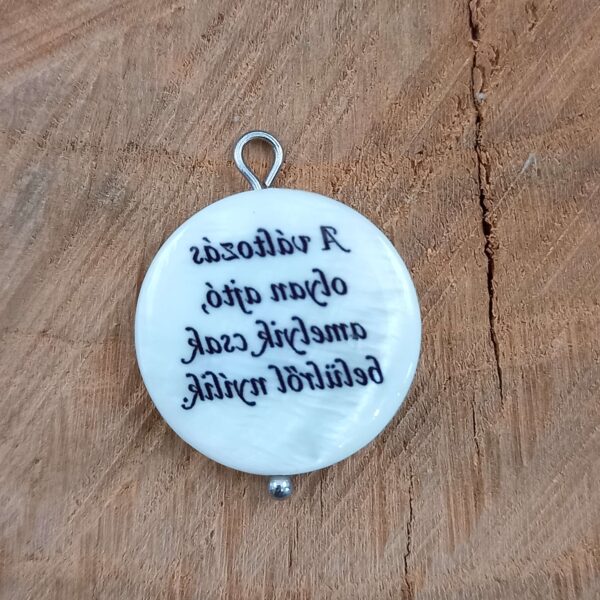 A változás
olyan ajtó,
amelyik csak
belülről nyílik.